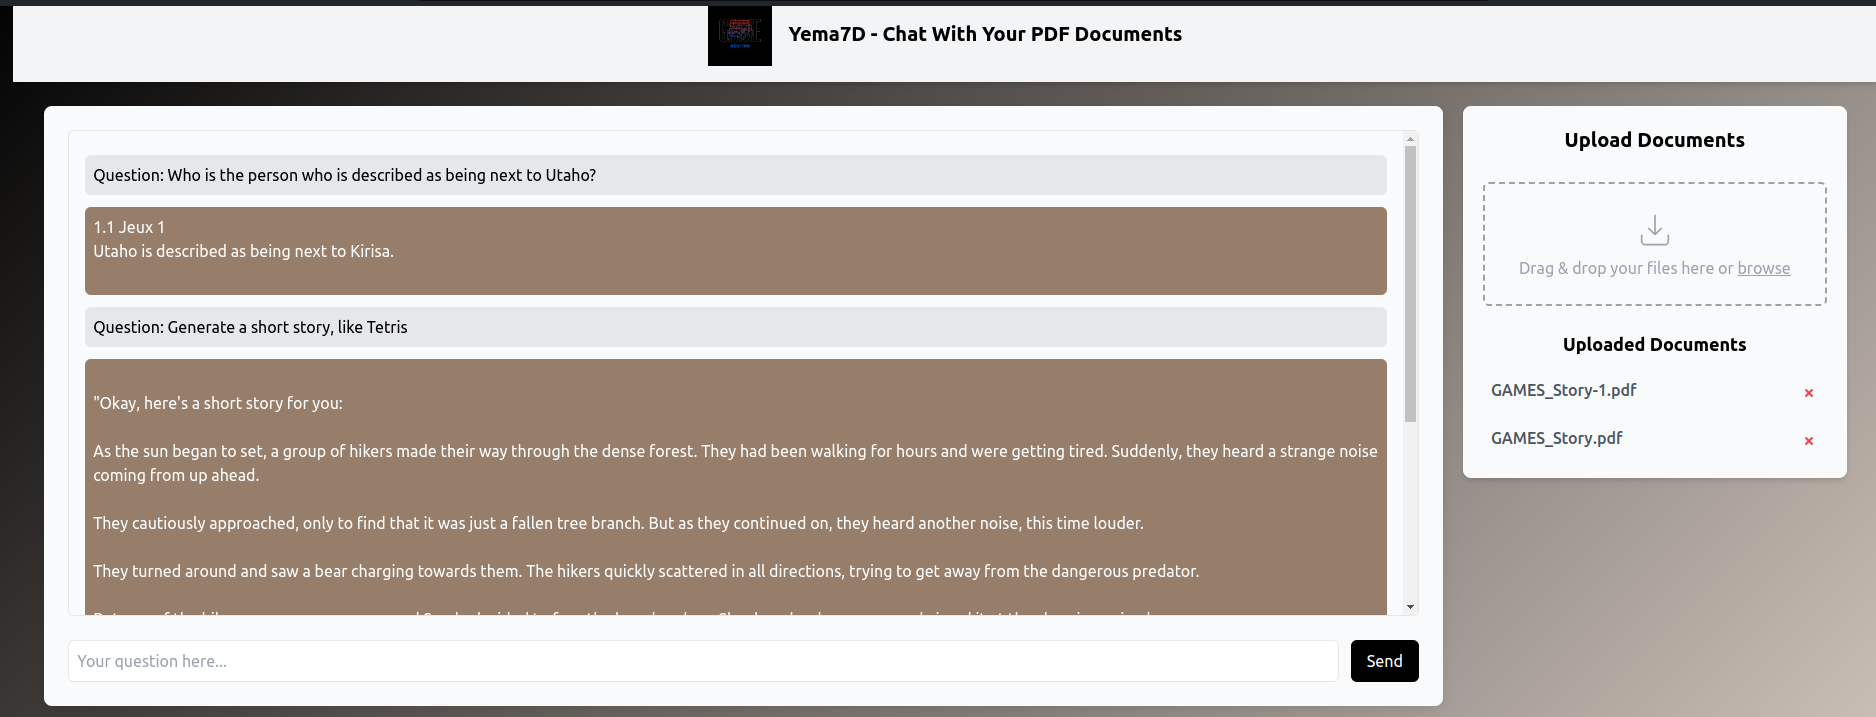 Yema7D - Chat With Your PDF Documents
Question: Who is the person who is described as being next to Utaho?
1.1 Jeux 1
Utaho is described as being next to Kirisa.
Question: Generate a short story, like Tetris
"Okay, here's a short story for you:
As the sun began to set, a group of hikers made their way through the dense forest. They had been walking for hours and were getting tired. Suddenly, they heard a strange noise
coming from up ahead.
They cautiously approached, only to find that it was just a fallen tree branch. But as they continued on, they heard another noise, this time louder.
They turned around and saw a bear charging towards them. The hikers quickly scattered in all directions, trying to get away from the dangerous predator.
Your question here...
Send
Upload Documents
Drag & drop your files here or browse
Uploaded Documents
GAMES_Story-1.pdf
GAMES_Story.pdf